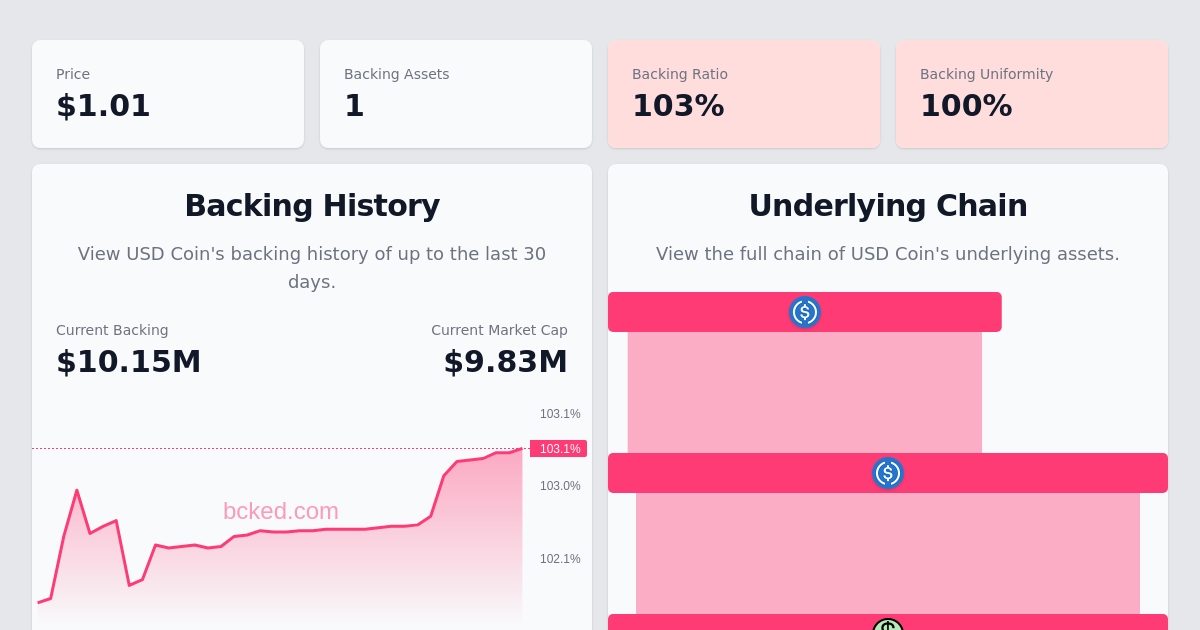 Price
$1.01
Backing Assets
1
Backing Ratio
103%
Backing Uniformity
100%
Backing History
View USD Coin's backing history of up to the last 30
days.
Current Backing
$10.15M
Current Market Cap
$9.83M
103.1%
103.1%
103.0%
102.1%
bcked.com
Underlying Chain
View the full chain of USD Coin's underlying assets.
$
$
$